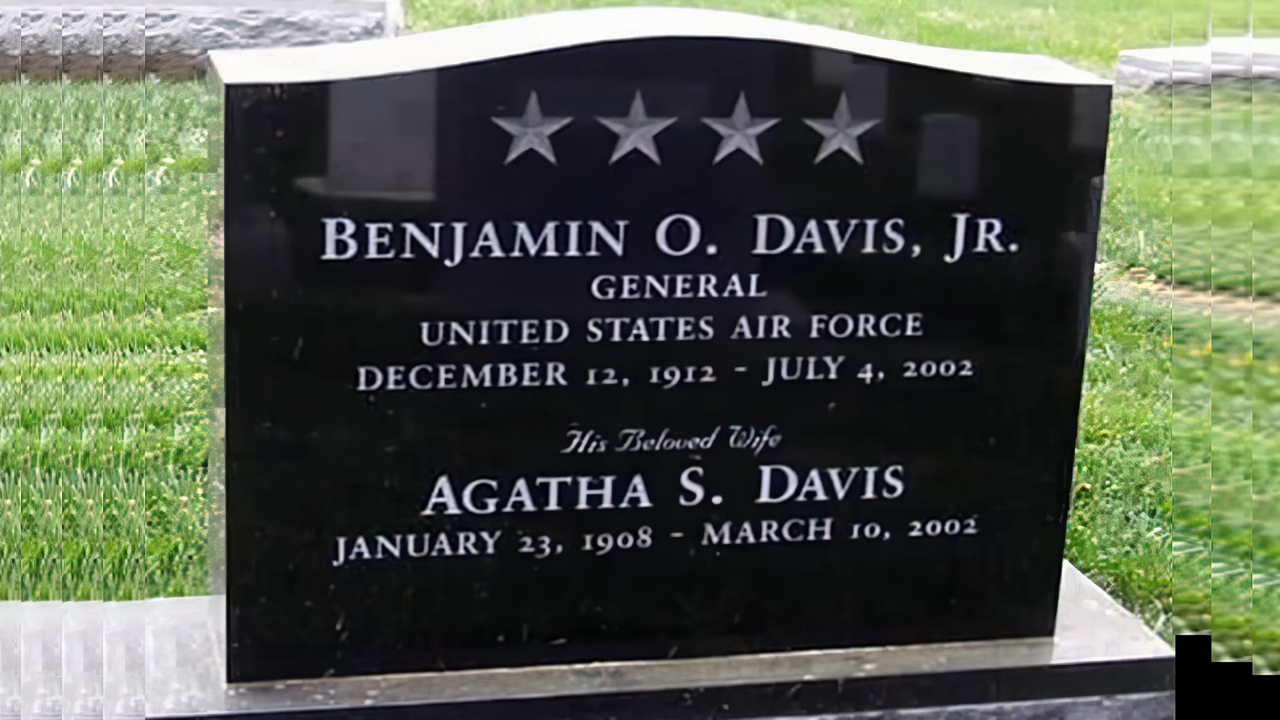 BENJAMIN O. DAVIS, JR.
GENERAL
UNITED STATES AIR FORCE
DECEMBER 12, 1912 - JULY 4, 2002
His Beloved Wife
AGATHA S. DAVIS
JANUARY 23, 1908 - MARCH 10, 2002